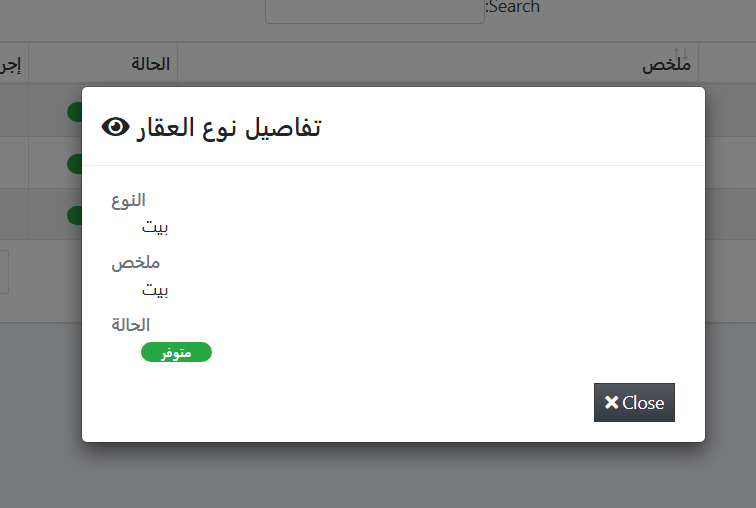 Search:
ملخص
الحالة
إجر
تفاصيل نوع العقار
النوع
بيت
ملخص
بيت
الحالة
متوفر
Close